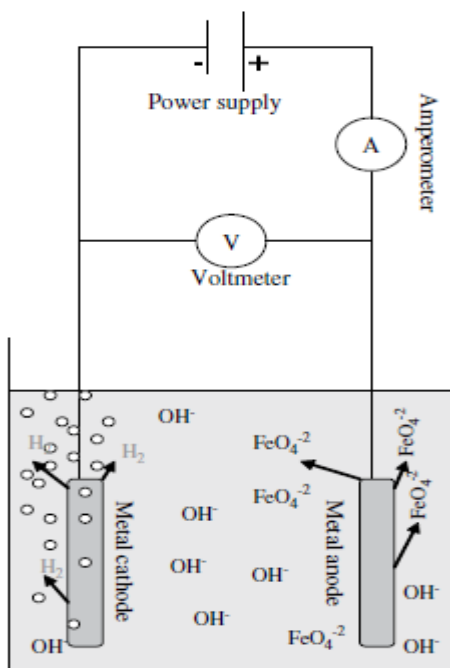 - +
Power supply
A
Amperometer
V
Voltmeter
OH-
H2
H2
FeO4-2
FeO4-2
FeO4-2
FeO4-2
OH-
Metal cathode
Metal anode
OH-
OH-
H2
OH-
OH-
FeO4-2
OH-
OH-